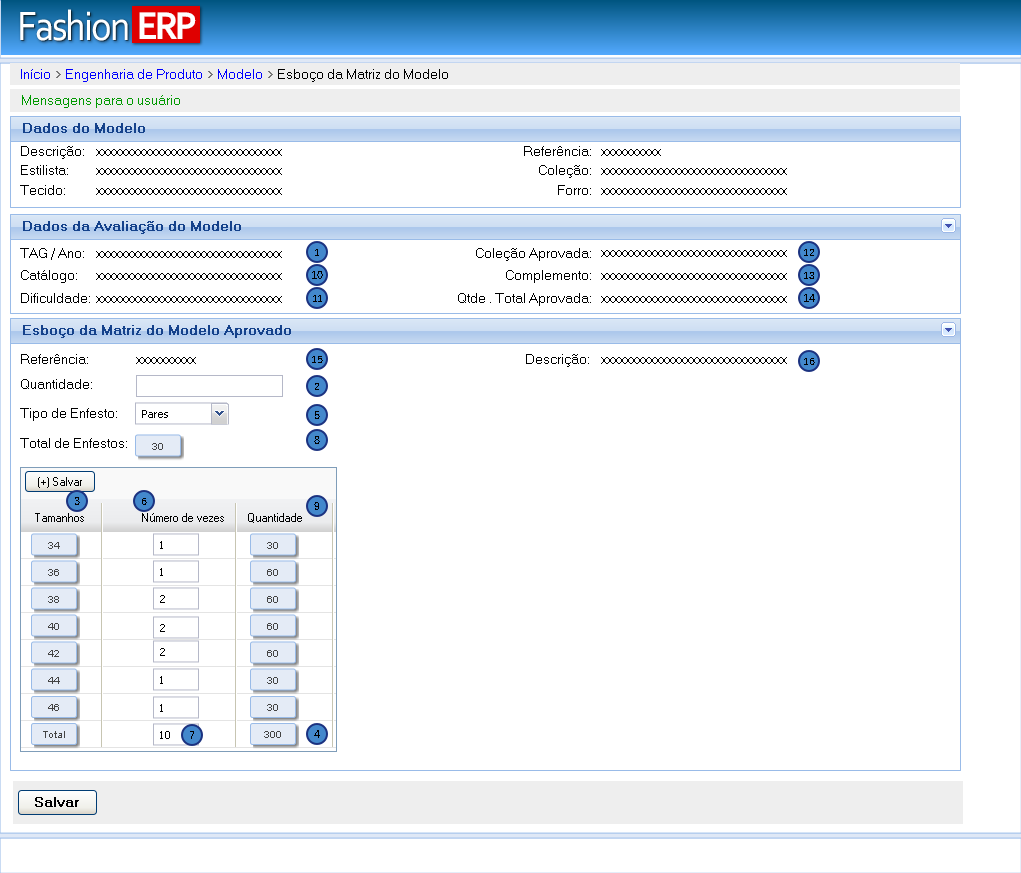 Fashion ERP
Início > Engenharia de Produto > Modelo > Esboço da Matriz do Modelo
Mensagens para o usuário
Dados do Modelo
Descrição: xxxxxxxxxxxxxxxxxxxxxxxxxxxxxx Referência: xxxxxxxxxx
Estilista: xxxxxxxxxxxxxxxxxxxxxxxxxxxxxx Coleção: xxxxxxxxxxxxxxxxxxxxxxxxxxxxxx
Tecido: xxxxxxxxxxxxxxxxxxxxxxxxxxxxxx Forro: xxxxxxxxxxxxxxxxxxxxxxxxxxxxxx
Dados da Avaliação do Modelo
TAG / Ano: xxxxxxxxxxxxxxxxxxxxxxxxxxxxxx 1 Coleção Aprovada: xxxxxxxxxxxxxxxxxxxxxxxxxxxxxx 12
Catálogo: xxxxxxxxxxxxxxxxxxxxxxxxxxxxxx 10 Complemento: xxxxxxxxxxxxxxxxxxxxxxxxxxxxxx 13
Dificuldade: xxxxxxxxxxxxxxxxxxxxxxxxxxxxxx 11 Qtde . Total Aprovada: xxxxxxxxxxxxxxxxxxxxxxxxxxxxxx 14
Esboço da Matriz do Modelo Aprovado
Referência: xxxxxxxxxx 15 Descrição: xxxxxxxxxxxxxxxxxxxxxxxxxxxxxx 16
Quantidade: 2
Tipo de Enfesto: Pares 5
Total de Enfestos: 30 8
(+) Salvar
3 6 9
Tamanhos Número de vezes Quantidade
34 1 30
36 1 60
38 2 60
40 2 60
42 2 60
44 1 30
46 1 30
Total 10 7 300 4
Salvar